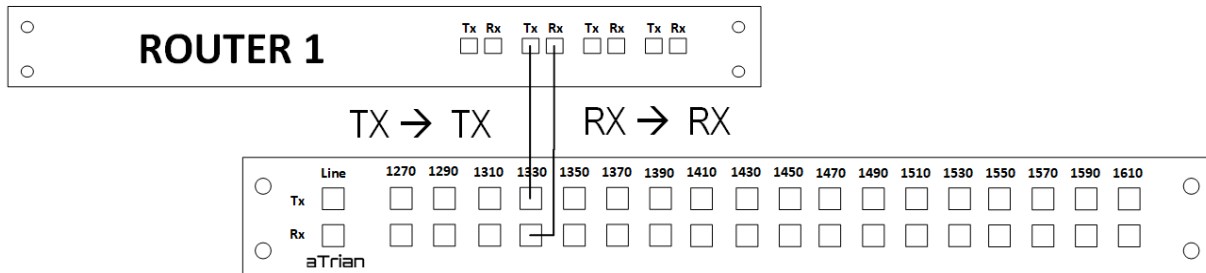 Tx Rx Tx Rx Tx Rx Tx Rx
ROUTER 1
TX → TX RX → RX
Line 1270 1290 1310 1330 1350 1370 1390 1410 1430 1450 1470 1490 1510 1530 1550 1570 1590 1610
Tx
Rx
aTrian